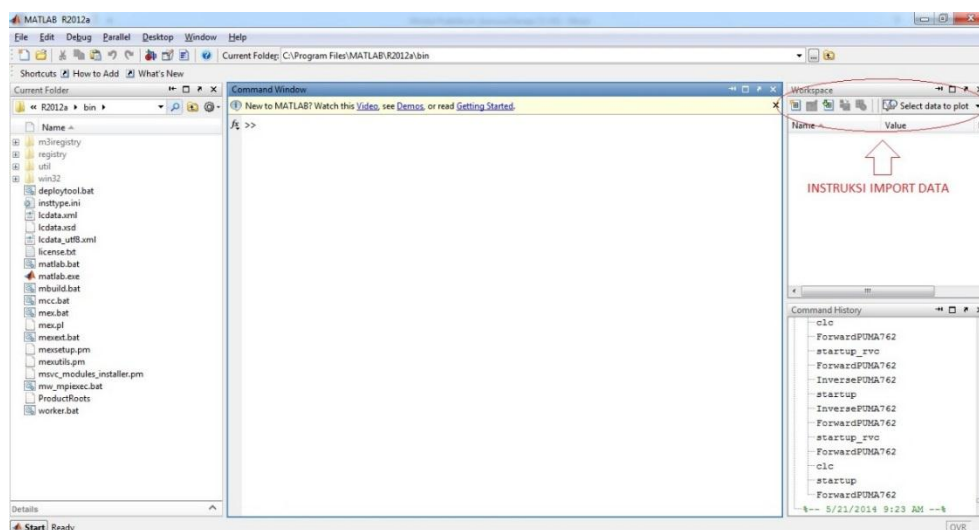 MATLAB R2012a
File Edit Debug Parallel Desktop Window Help
Current Folder: C:\Program Files\MATLAB\R2012a\bin
Shortcuts How to Add What's New
Current Folder
« R2012a ▸ bin ▸
Name
m3iregistry
registry
util
win32
deploytool.bat
insttype.ini
lcdata.xml
lcdata.xsd
lcdata_utf8.xml
license.txt
matlab.bat
matlab.exe
mbuild.bat
mcc.bat
mex.bat
mex.pl
mexext.bat
mexsetup.pm
mexutils.pm
msvc_modules_installer.pm
mw_mpiexec.bat
ProductRoots
worker.bat
Details
Start Ready
Command Window
New to MATLAB? Watch this Video, see Demos, or read Getting Started.
fx >>
Workspace
Select data to plot
Name Value
INSTRUKSI IMPORT DATA
Command History
clc
ForwardPUMA762
startup_rvc
ForwardPUMA762
InversePUMA762
startup
InversePUMA762
ForwardPUMA762
startup_rvc
ForwardPUMA762
clc
startup
ForwardPUMA762
%-- 5/21/2014 9:23 AM --%
OVR